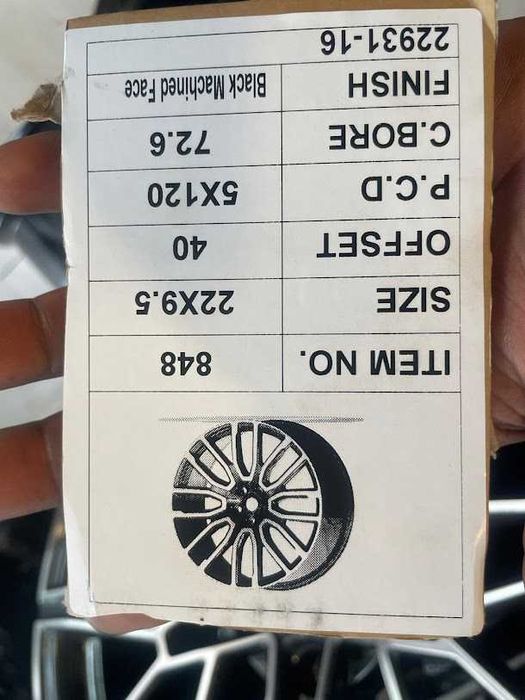 ITEM NO. 848
SIZE 22X9.5
OFFSET 40
P.C.D 5X120
C.BORE 72.6
FINISH Black Machined Face
22931-16